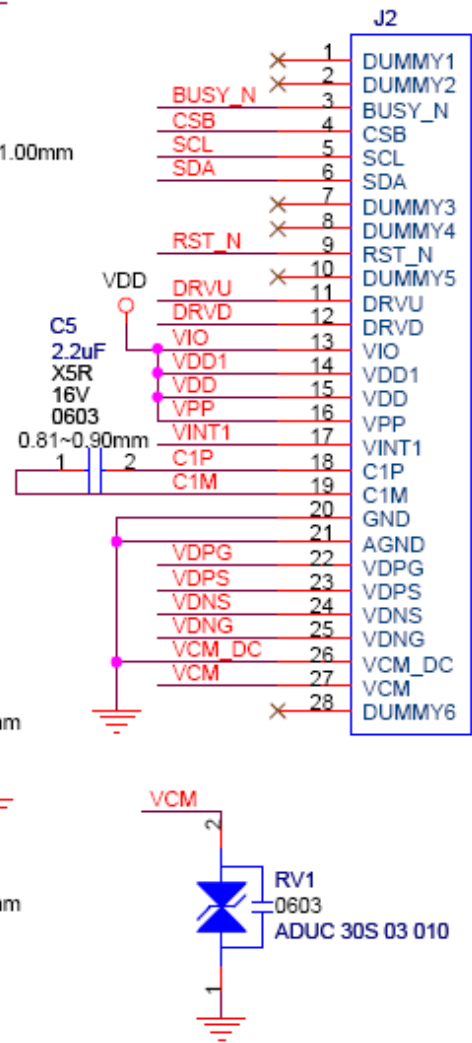 J2
1 DUMMY1
2 DUMMY2
BUSY_N 3 BUSY_N
CSB 4 CSB
1.00mm SCL 5 SCL
SDA 6 SDA
7 DUMMY3
8 DUMMY4
RST_N 9 RST_N
10 DUMMY5
VDD
DRVU 11 DRVU
DRVD 12 DRVD
C5
VIO 13 VIO
2.2uF
VDD1 14 VDD1
X5R
VDD 15 VDD
16V
VPP 16 VPP
0603
VINT1 17 VINT1
0.81~0.90mm
1 2 C1P 18 C1P
C1M 19 C1M
20 GND
21 AGND
VDPG 22 VDPG
VDPS 23 VDPS
VDNS 24 VDNS
VDNG 25 VDNG
VCM_DC 26 VCM_DC
VCM 27 VCM
28 DUMMY6
VCM
2
RV1
0603
ADUC 30S 03 010
1